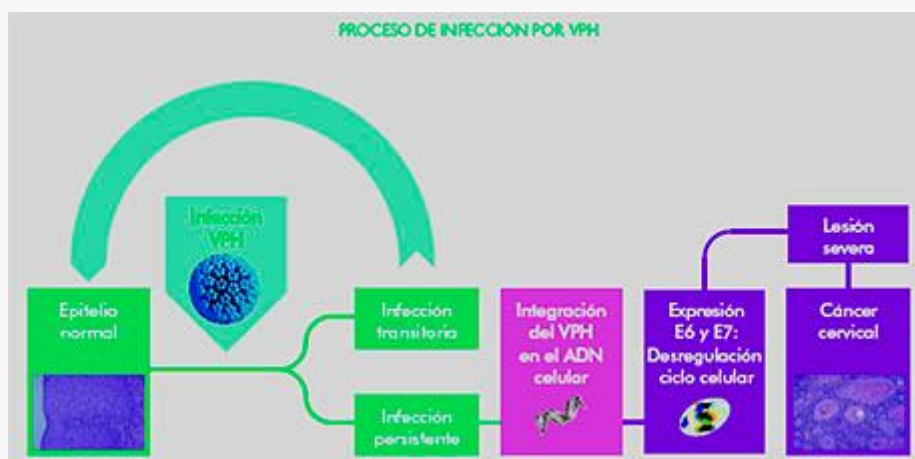 PROCESO DE INFECCIÓN POR VPH
Infección
VPH
Epitelio
normal
Infección
transitoria
Infección
persistente
Integración
del VPH
en el ADN
celular
Expresión
E6 y E7:
Desregulación
ciclo celular
Lesión
severa
Cáncer
cervical